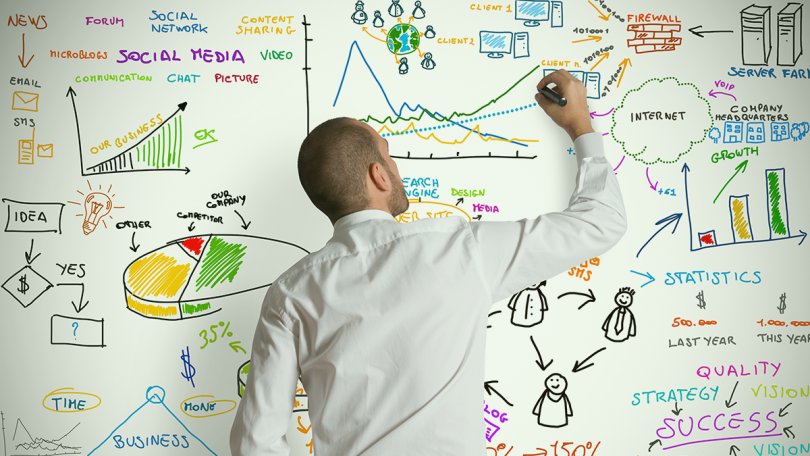 NEWS
FORUM
SOCIAL
NETWORK
CONTENT
SHARING
MICROBLOGS
SOCIAL MEDIA
VIDEO
COMMUNICATION
CHAT
PICTURE
EMAIL
SMS
OUR BUSINESS
OK
CLIENT 1
CLIENT 2
CLIENT n.
FIREWALL
SERVER FARM
INTERNET
VOIP
COMPANY
HEADQUARTERS
GROWTH
IDEA
$
YES
?
OTHER
COMPETITOR
OUR
COMPANY
35%
$
TIME
MONE
BUSINESS
DESIGN
MEDIA
SMS
STATISTICS
$
$
500.000
1.000.000
LAST YEAR
THIS YEAR
QUALITY
STRATEGY
VISION
SUCCESS
VISION
150%